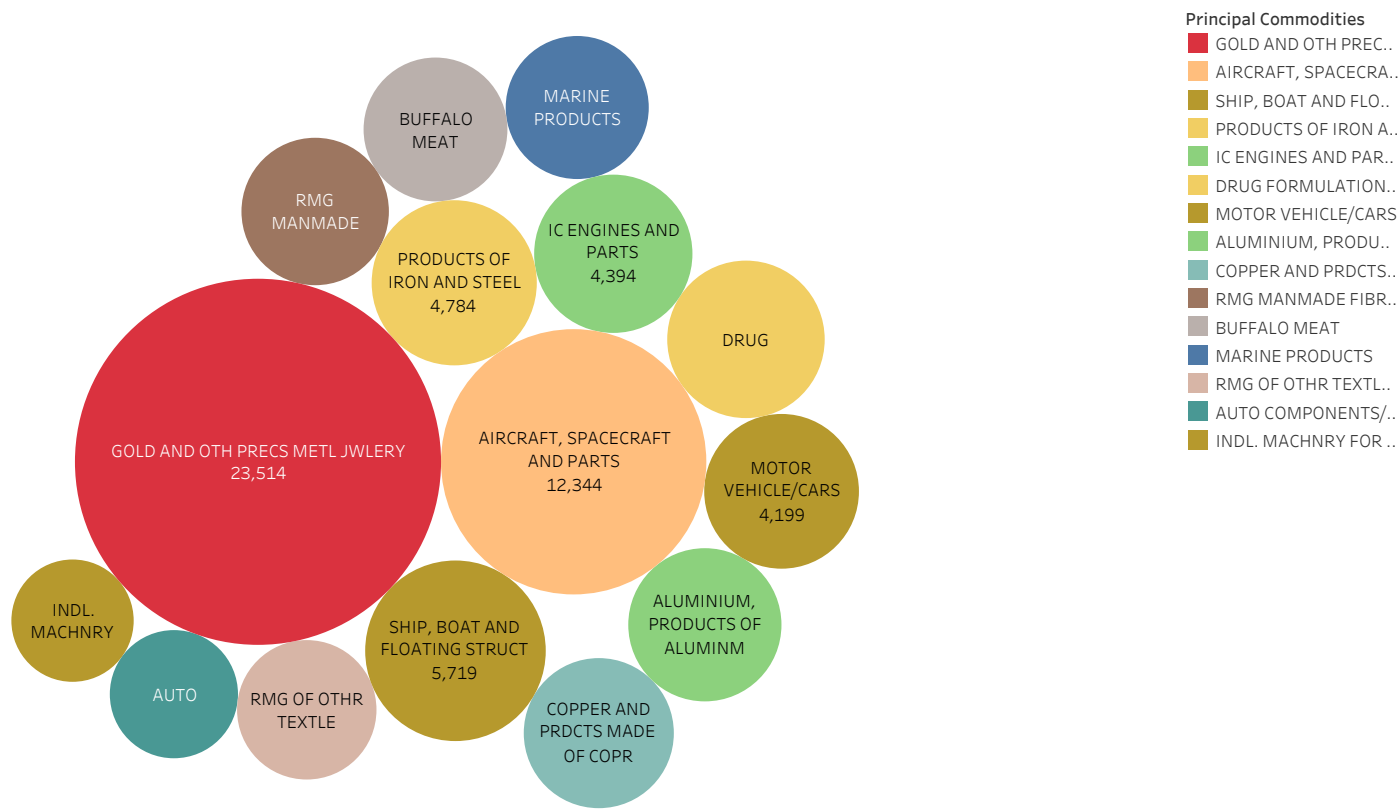 MARINE
PRODUCTS
BUFFALO
MEAT
RMG
MANMADE
IC ENGINES AND
PARTS
4,394
PRODUCTS OF
IRON AND STEEL
4,784
DRUG
GOLD AND OTH PRECS METL JWLERY
23,514
AIRCRAFT, SPACECRAFT
AND PARTS
12,344
MOTOR
VEHICLE/CARS
4,199
INDL.
MACHNRY
SHIP, BOAT AND
FLOATING STRUCT
5,719
ALUMINIUM,
PRODUCTS OF
ALUMINM
AUTO
RMG OF OTHR
TEXTLE
COPPER AND
PRDCTS MADE
OF COPR
Principal Commodities
GOLD AND OTH PREC..
AIRCRAFT, SPACECRA..
SHIP, BOAT AND FLO..
PRODUCTS OF IRON A..
IC ENGINES AND PAR..
DRUG FORMULATION..
MOTOR VEHICLE/CARS
ALUMINIUM, PRODU..
COPPER AND PRDCTS..
RMG MANMADE FIBR..
BUFFALO MEAT
MARINE PRODUCTS
RMG OF OTHR TEXTL..
AUTO COMPONENTS/..
INDL. MACHNRY FOR ..